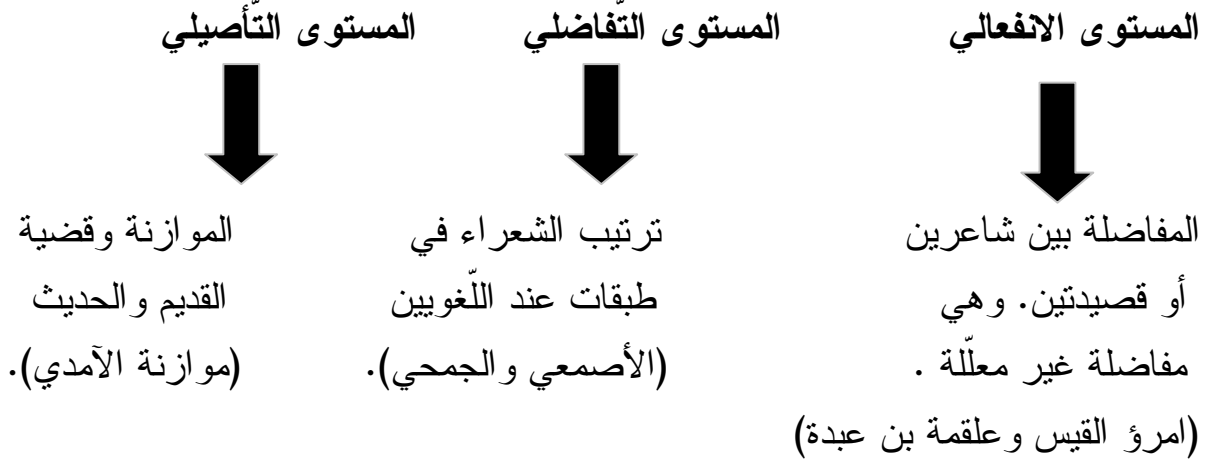 المستوى الانفعالي المستوى التّفاضلي المستوى التّأصيلي
المفاضلة بين شاعرين ترتيب الشعراء في الموازنة وقضية
أو قصيدتين. وهي طبقات عند اللّغويين القديم والحديث
مفاضلة غير معلّلة . (الأصمعي والجمحي). (موازنة الآمدي).
(امرؤ القيس وعلقمة بن عبدة)